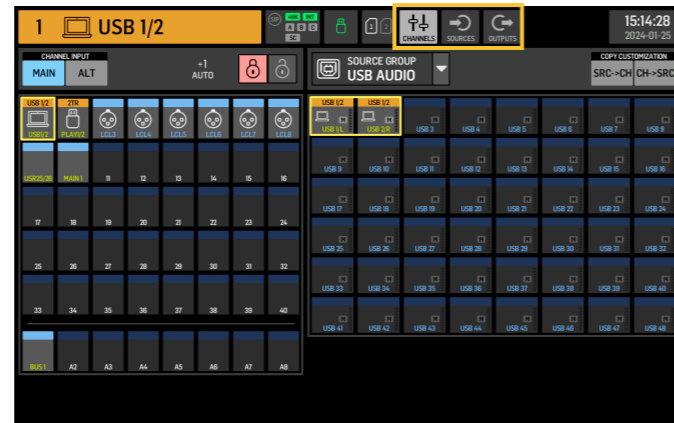 1 USB 1/2
SIP 48K INT
A B C
SC
1 2
CHANNELS SOURCES OUTPUTS
15:14:28
2024-01-25
CHANNEL INPUT
MAIN ALT
+1
AUTO
SOURCE GROUP
USB AUDIO
COPY CUSTOMIZATION
SRC->CH CH->SRC
USB 1/2 2TR
USB1/2 PLAY1/2 LCL3 LCL4 LCL5 LCL6 LCL7 LCL8
USR25/26 MAIN 1 11 12 13 14 15 16
17 18 19 20 21 22 23 24
25 26 27 28 29 30 31 32
33 34 35 36 37 38 39 40
BUS 1 A2 A3 A4 A5 A6 A7 A8
USB 1/2 USB 1/2
USB 1/L USB 2/R USB 3 USB 4 USB 5 USB 6 USB 7 USB 8
USB 9 USB 10 USB 11 USB 12 USB 13 USB 14 USB 15 USB 16
USB 17 USB 18 USB 19 USB 20 USB 21 USB 22 USB 23 USB 24
USB 25 USB 26 USB 27 USB 28 USB 29 USB 30 USB 31 USB 32
USB 33 USB 34 USB 35 USB 36 USB 37 USB 38 USB 39 USB 40
USB 41 USB 42 USB 43 USB 44 USB 45 USB 46 USB 47 USB 48